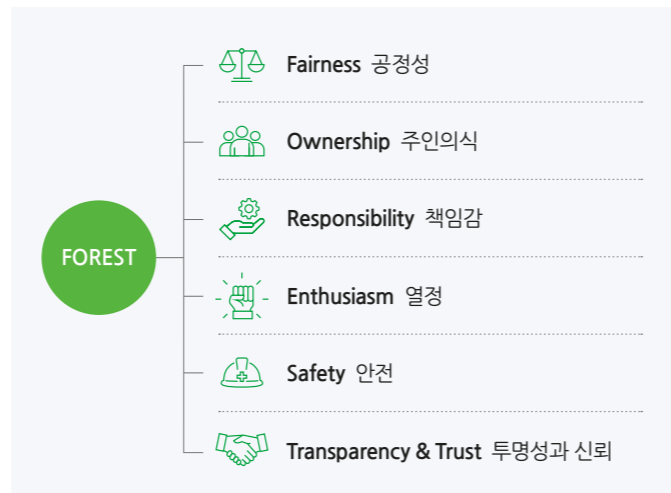 FOREST
Fairness 공정성
Ownership 주인의식
Responsibility 책임감
Enthusiasm 열정
Safety 안전
Transparency & Trust 투명성과 신뢰